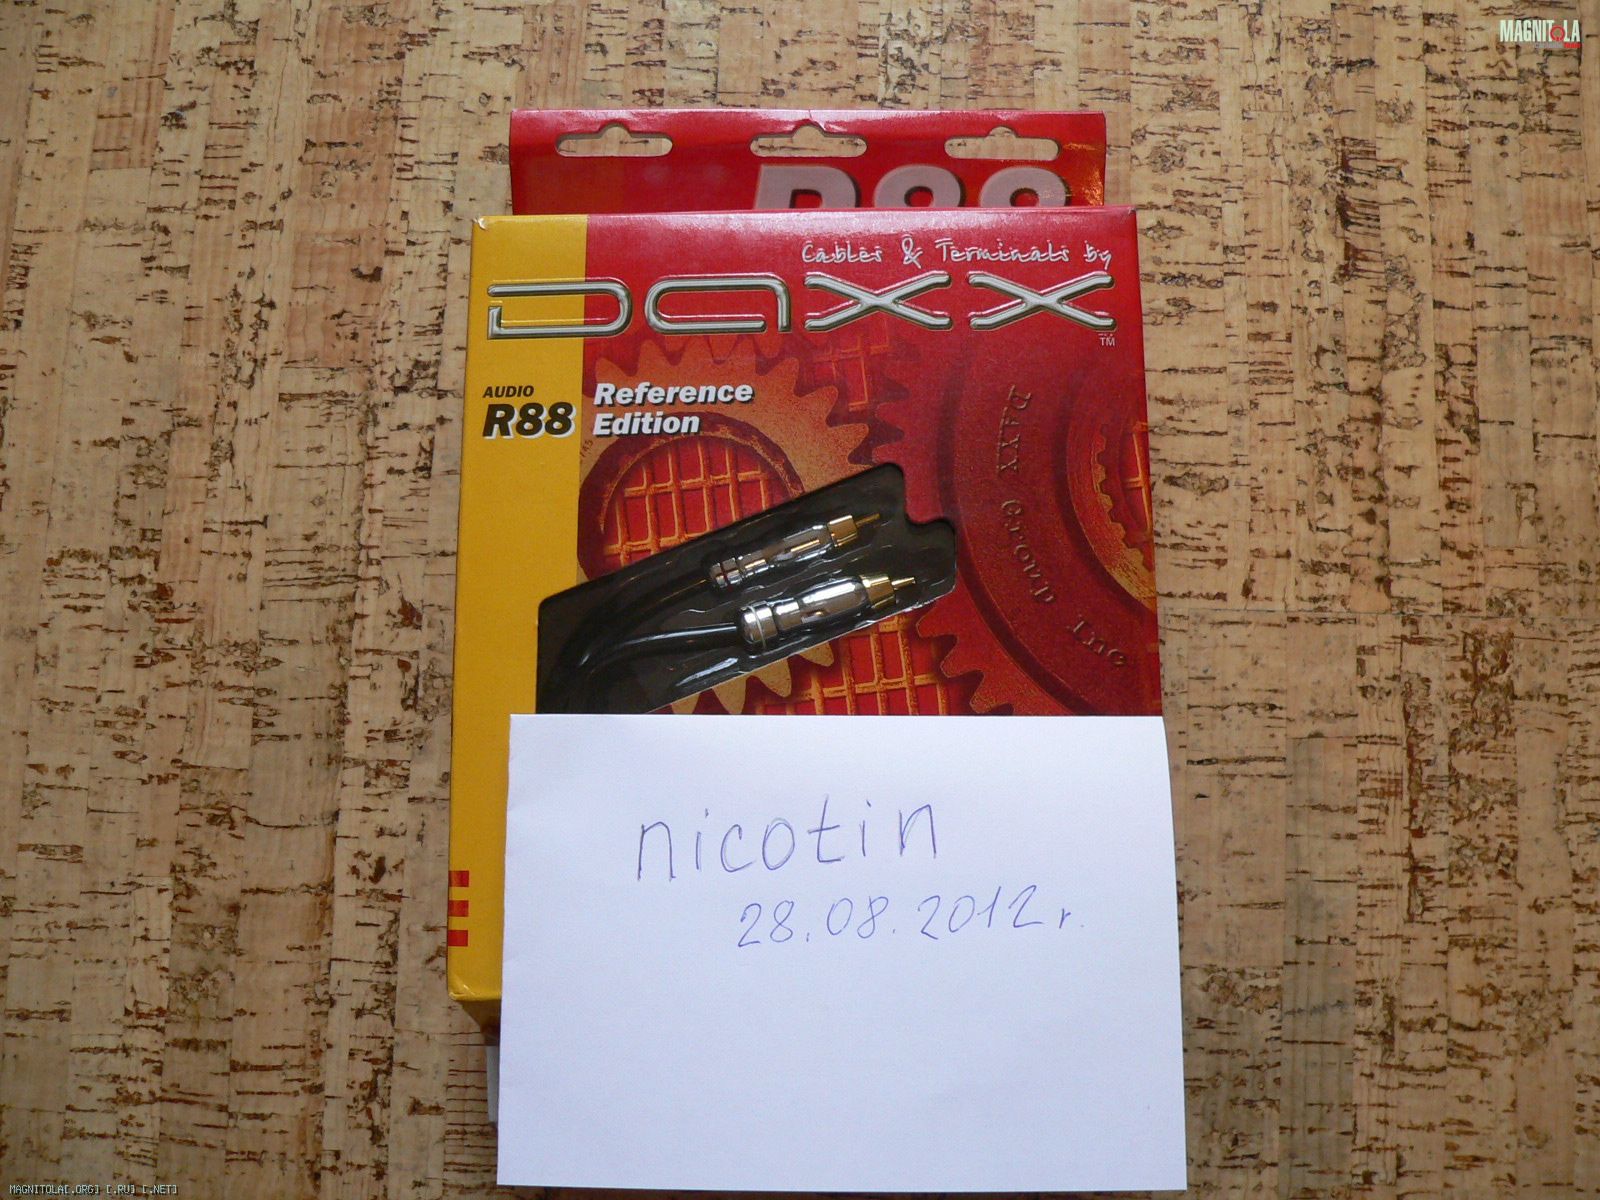 MAGNITOLA
R88
Cables & Terminals by
DAXX
TM
AUDIO
R88
Reference
Edition
DAXX Group Inc
nicotin
28.08.2012 г.
MAGNITOLA[.ORG] [.RU] [.NET]